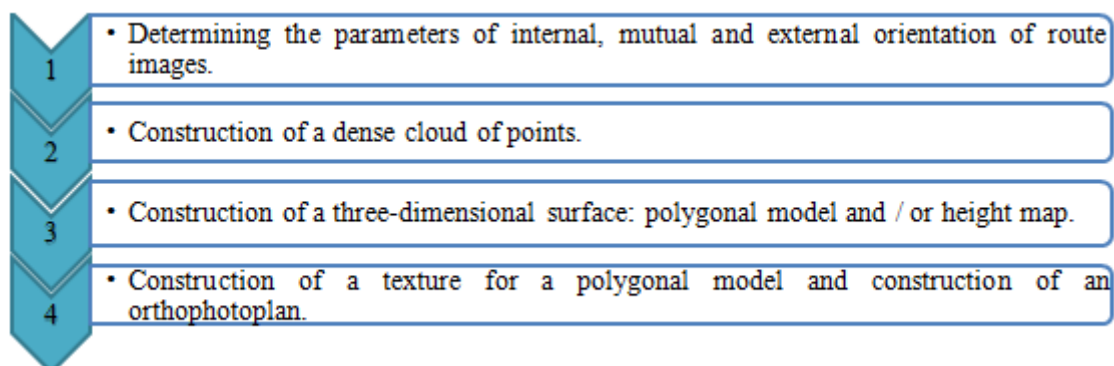 1
• Determining the parameters of internal, mutual and external orientation of route
images.
2
• Construction of a dense cloud of points.
3
• Construction of a three-dimensional surface: polygonal model and / or height map.
4
• Construction of a texture for a polygonal model and construction of an
orthophotoplan.